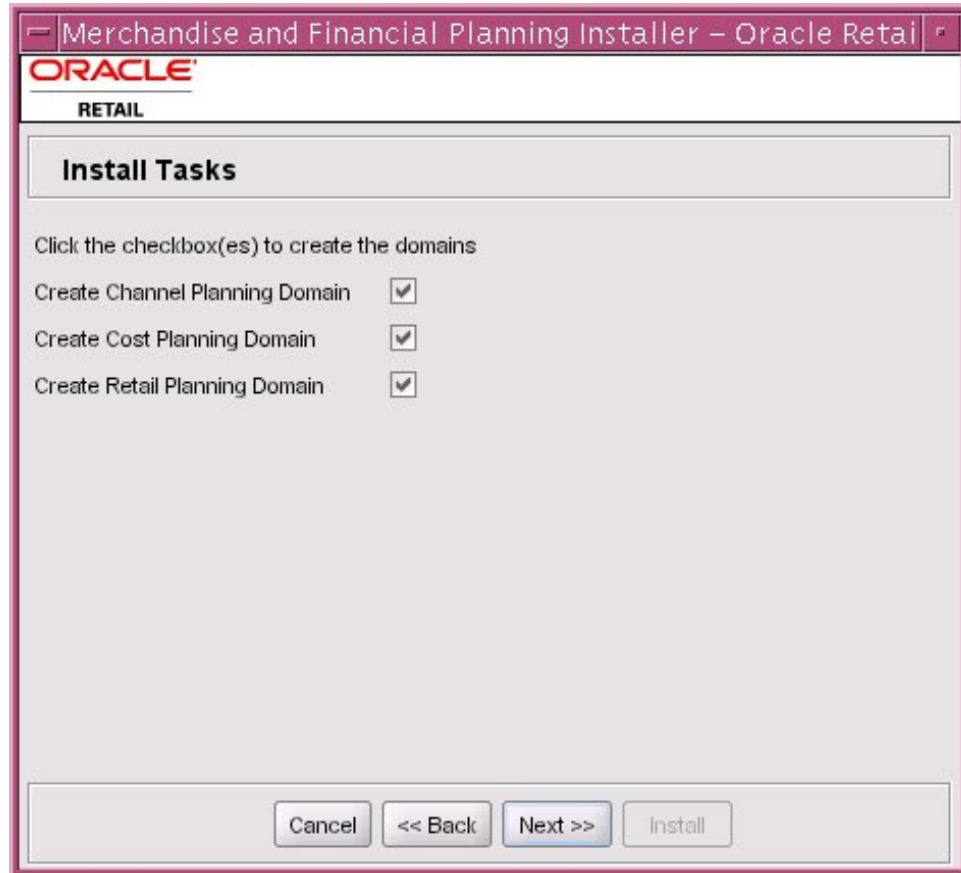 Merchandise and Financial Planning Installer – Oracle Retai
ORACLE
RETAIL
Install Tasks
Click the checkbox(es) to create the domains
Create Channel Planning Domain
Create Cost Planning Domain
Create Retail Planning Domain
Cancel << Back Next >> Install